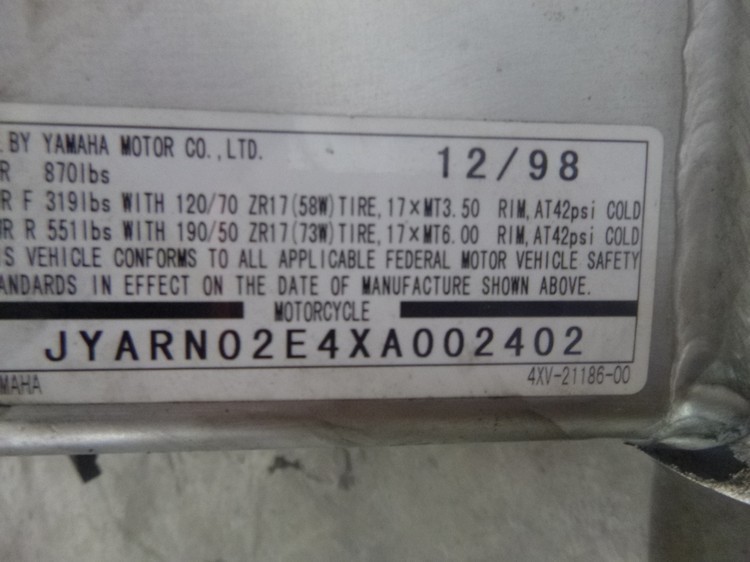 BY YAMAHA MOTOR CO.,LTD.
12/98
R 870lbs
R F 319lbs WITH 120/70 ZR17(58W)TIRE,17×MT3.50 RIM,AT42psi COLD
R R 551lbs WITH 190/50 ZR17(73W)TIRE,17×MT6.00 RIM,AT42psi COLD
S VEHICLE CONFORMS TO ALL APPLICABLE FEDERAL MOTOR VEHICLE SAFETY
ANDARDS IN EFFECT ON THE DATE OF MANUFACTURE SHOWN ABOVE.
MOTORCYCLE
JYARN02E4XA002402
AMAHA
4XV-21186-00